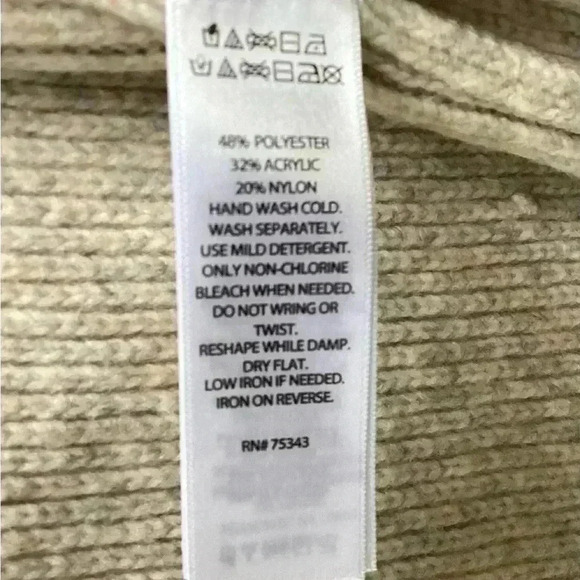 48% POLYESTER
32% ACRYLIC
20% NYLON
HAND WASH COLD.
WASH SEPARATELY.
USE MILD DETERGENT.
ONLY NON-CHLORINE
BLEACH WHEN NEEDED.
DO NOT WRING OR
TWIST.
RESHAPE WHILE DAMP.
DRY FLAT.
LOW IRON IF NEEDED.
IRON ON REVERSE.
RN# 75343